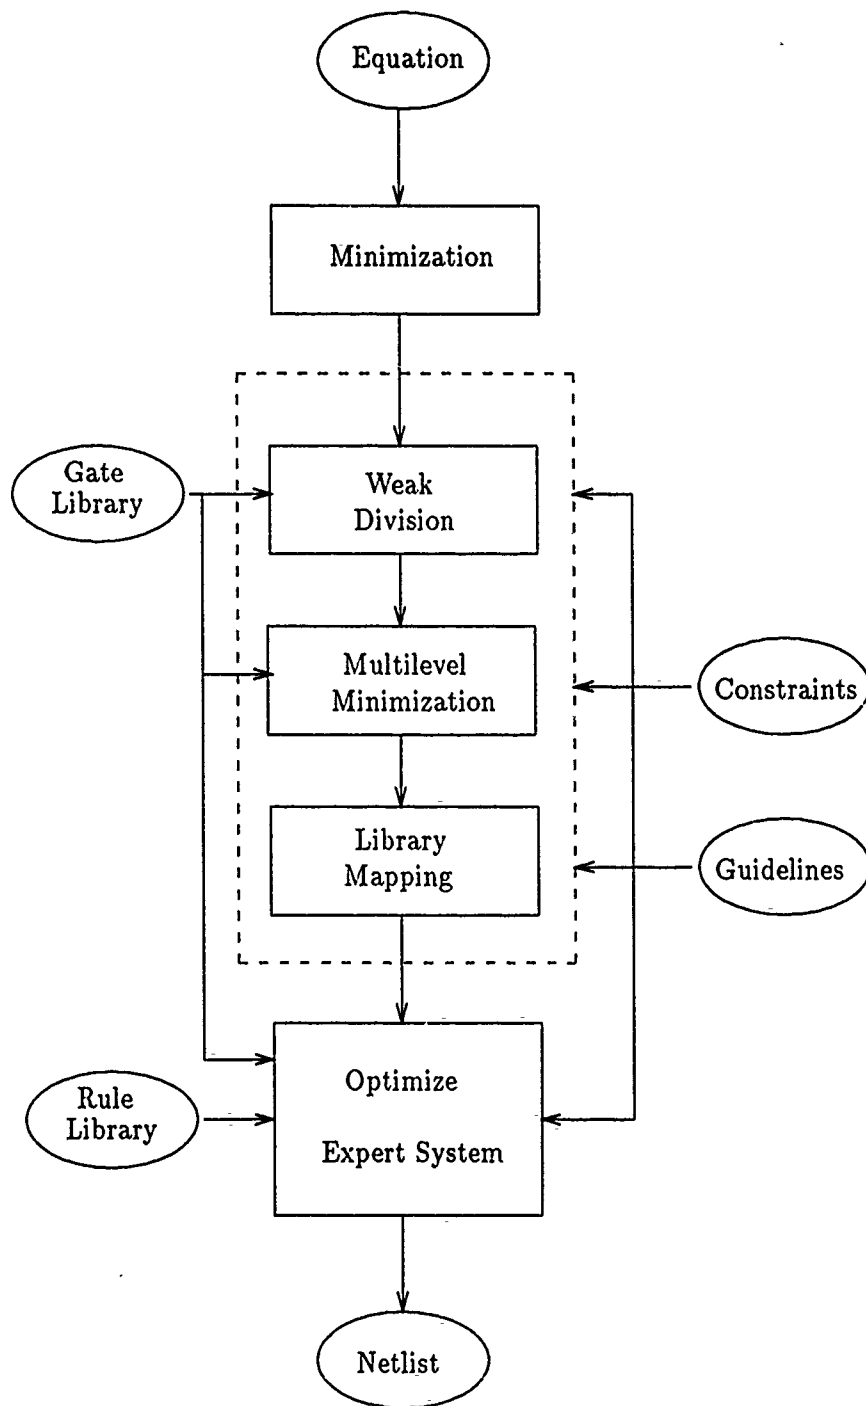 Equation
Minimization
Gate
Library
Weak
Division
Multilevel
Minimization
Constraints
Library
Mapping
Guidelines
Optimize
Expert System
Rule
Library
Netlist